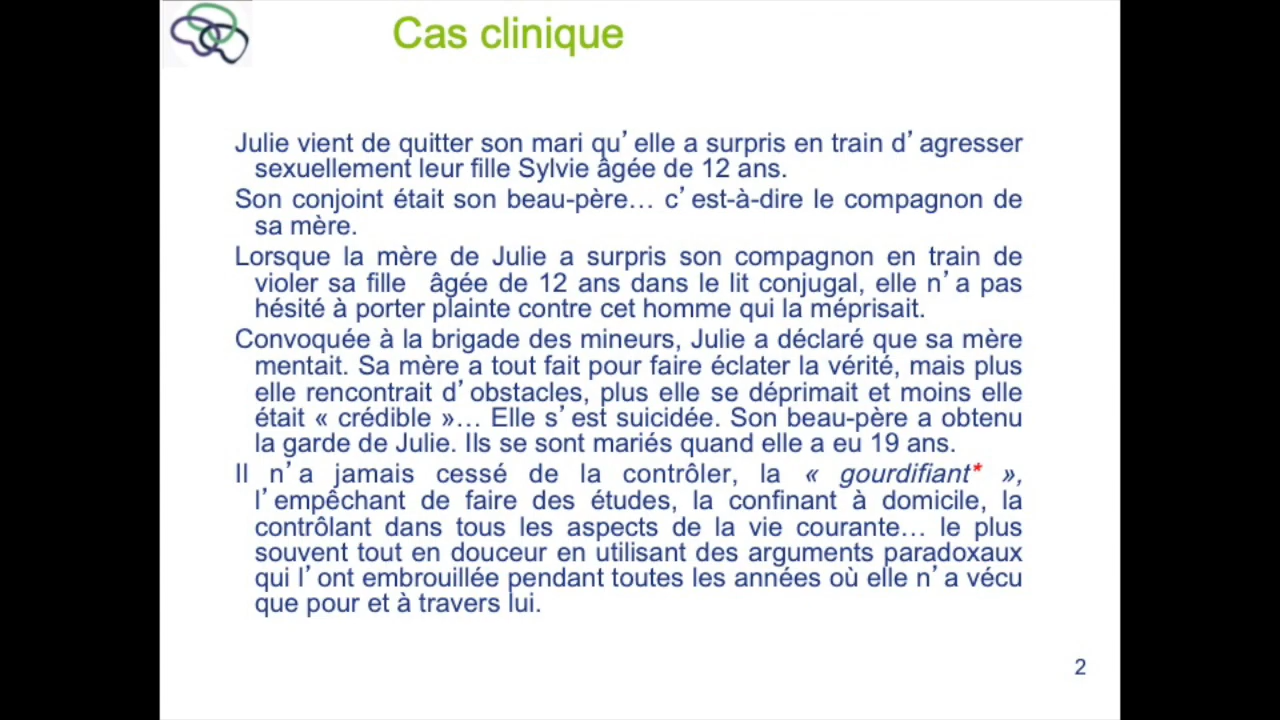 Cas clinique
Julie vient de quitter son mari qu’elle a surpris en train d’agresser
sexuellement leur fille Sylvie âgée de 12 ans.
Son conjoint était son beau-père… c’est-à-dire le compagnon de
sa mère.
Lorsque la mère de Julie a surpris son compagnon en train de
violer sa fille âgée de 12 ans dans le lit conjugal, elle n’a pas
hésité à porter plainte contre cet homme qui la méprisait.
Convoquée à la brigade des mineurs, Julie a déclaré que sa mère
mentait. Sa mère a tout fait pour faire éclater la vérité, mais plus
elle rencontrait d’obstacles, plus elle se déprimait et moins elle
était « crédible »… Elle s’est suicidée. Son beau-père a obtenu
la garde de Julie. Ils se sont mariés quand elle a eu 19 ans.
Il n’a jamais cessé de la contrôler, la « gourdifiant* »,
l’empêchant de faire des études, la confinant à domicile, la
contrôlant dans tous les aspects de la vie courante… le plus
souvent tout en douceur en utilisant des arguments paradoxaux
qui l’ont embrouillée pendant toutes les années où elle n’a vécu
que pour et à travers lui.
2